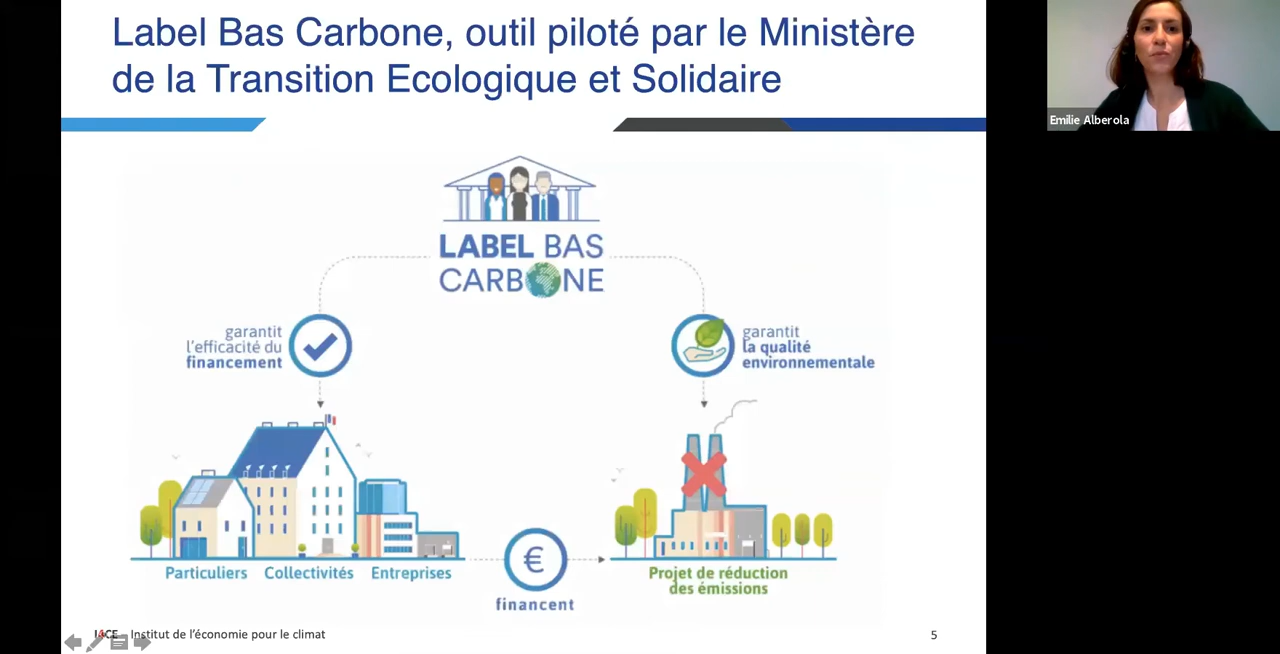 Label Bas Carbone, outil piloté par le Ministère
de la Transition Ecologique et Solidaire
Emilie Alberola
LABEL BAS
CARBONE
garantit
l'efficacité du
financement
garantit
la qualité
environnementale
Particuliers Collectivités Entreprises
€
financent
Projet de réduction
des émissions
I4CE - Institut de l'économie pour le climat
5